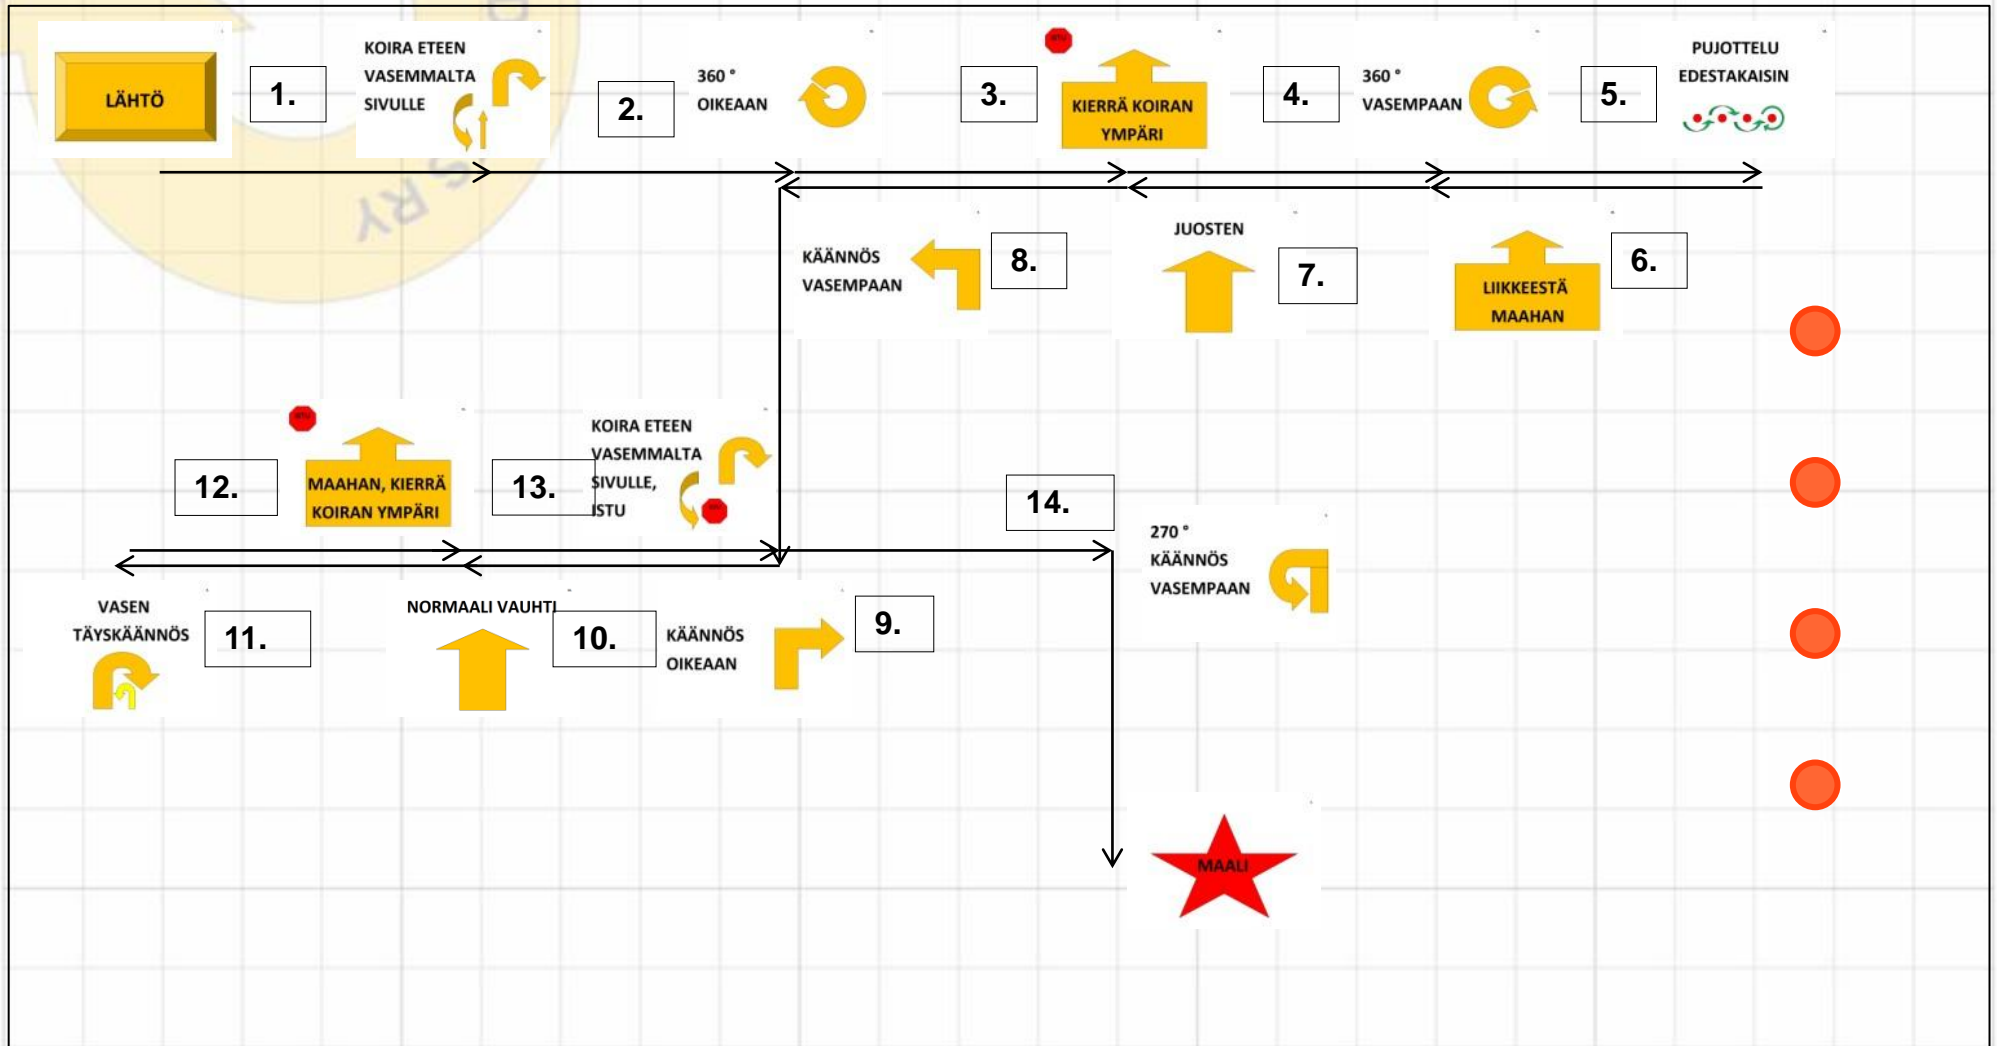 LÄHTÖ
1.
KOIRA ETEEN
VASEMMALTA
SIVULLE
2.
360 °
OIKEAAN
3.
KIERRÄ KOIRAN
YMPÄRI
4.
360 °
VASEMPAAN
5.
PUJOTTELU
EDESTAKAISIN
SRY
KÄÄNNÖS
VASEMPAAN
8.
JUOSTEN
7.
LIIKKEESTÄ
MAAHAN
6.
12.
MAAHAN, KIERRÄ
KOIRAN YMPÄRI
13.
KOIRA ETEEN
VASEMMALTA
SIVULLE,
ISTU
14.
270 °
KÄÄNNÖS
VASEMPAAN
VASEN
TÄYSKÄÄNNÖS
11.
NORMAALI VAUHTI
10.
KÄÄNNÖS
OIKEAAN
9.
MAALI